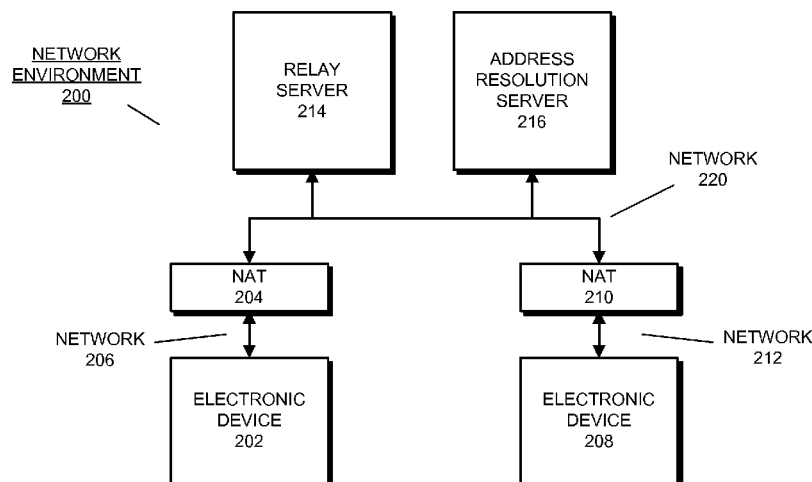 NETWORK
ENVIRONMENT
200
RELAY
SERVER
214
ADDRESS
RESOLUTION
SERVER
216
NETWORK
220
NAT
204
NAT
210
NETWORK
206
NETWORK
212
ELECTRONIC
DEVICE
202
ELECTRONIC
DEVICE
208